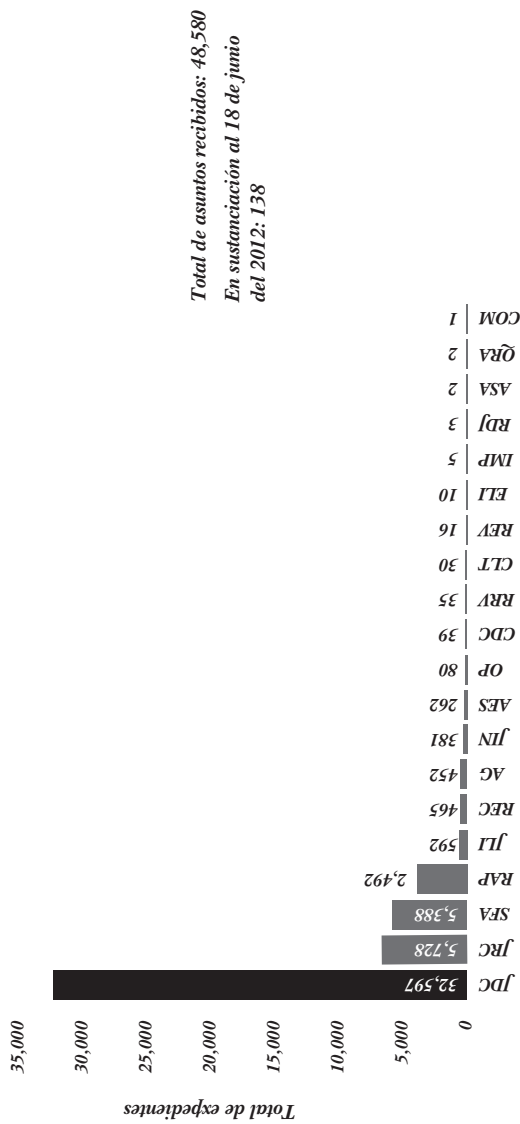 Total de asuntos recibidos: 48,580
En sustanciación al 18 de junio
del 2012: 138
Total de expedientes
35,000
30,000
25,000
20,000
15,000
10,000
5,000
0
32,597
5,728
5,388
2,492
592
465
452
381
262
80
39
35
30
16
10
5
3
2
2
1
JDC
JRC
SFA
RAP
JLI
REC
AG
JIN
AES
OP
CDC
RRV
CLT
REV
ELI
IMP
RDJ
ASA
QRA
COM